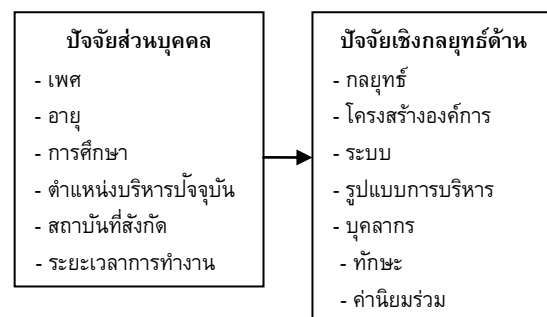 ปัจจัยส่วนบุคคล
- เพศ
- อายุ
- การศึกษา
- ตำแหน่งบริหารปัจจุบัน
- สถาบันที่สังกัด
- ระยะเวลาการทำงาน
ปัจจัยเชิงกลยุทธ์ด้าน
- กลยุทธ์
- โครงสร้างองค์การ
- ระบบ
- รูปแบบการบริหาร
- บุคลากร
- ทักษะ
- ค่านิยมร่วม